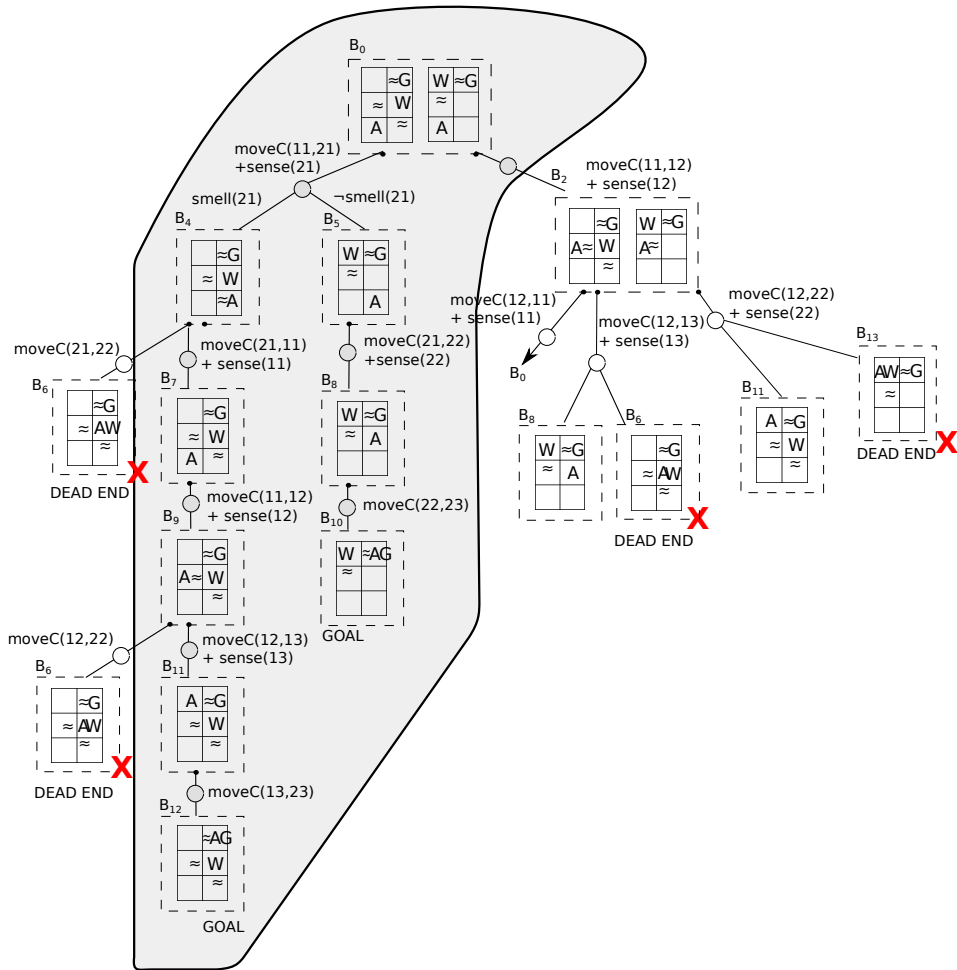 B0
≈G W ≈G
≈ W ≈
A ≈ A
moveC(11,21)
+sense(21)
smell(21)
¬smell(21)
moveC(11,12)
+ sense(12)
B2
≈G W ≈G
A≈ W A≈
≈
B4
≈G
≈ W
≈A
B5
W ≈G
≈
A
moveC(12,11)
+ sense(11)
B0
moveC(12,13)
+ sense(13)
moveC(12,22)
+ sense(22)
moveC(21,22)
moveC(21,11)
+ sense(11)
moveC(21,22)
+sense(22)
B6
≈G
≈ AW
≈
X
DEAD END
B7
≈G
≈ W
A ≈
B8
W ≈G
≈ A
B8
W ≈G
≈ A
B6
≈G
≈ AW
≈
X
DEAD END
B11
A ≈G
≈ W
≈
B13
AW ≈G
≈
X
DEAD END
moveC(11,12)
+ sense(12)
moveC(22,23)
B9
≈G
A≈ W
≈
B10
W ≈AG
≈
GOAL
moveC(12,22)
moveC(12,13)
+ sense(13)
B6
≈G
≈ AW
≈
X
DEAD END
B11
A ≈G
≈ W
≈
moveC(13,23)
B12
≈AG
≈ W
≈
GOAL